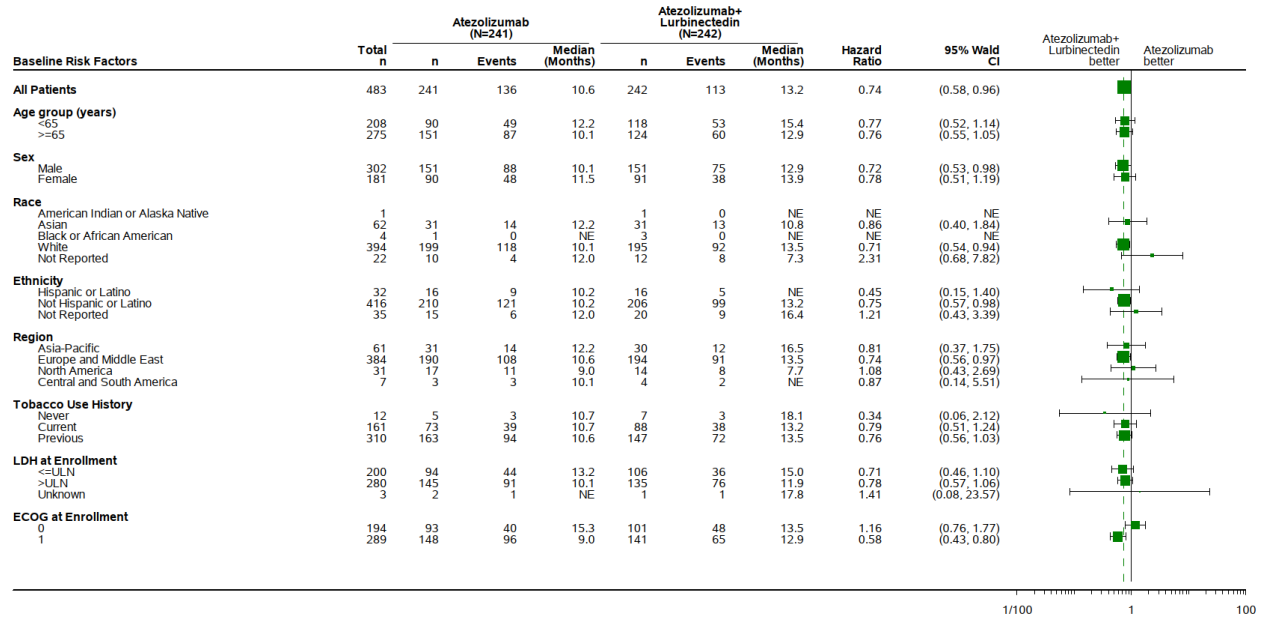 Atezolizumab (N=241) Atezolizumab+ Lurbinectedin (N=242)
Baseline Risk Factors Total n n Events Median (Months) n Events Median (Months) Hazard Ratio 95% Wald CI Atezolizumab+ Lurbinectedin better Atezolizumab better
All Patients 483 241 136 10.6 242 113 13.2 0.74 (0.58, 0.96)
Age group (years)
<65 208 90 49 12.2 118 53 15.4 0.77 (0.52, 1.14)
>=65 275 151 87 10.1 124 60 12.9 0.76 (0.55, 1.05)
Sex
Male 302 151 88 10.1 151 75 12.9 0.72 (0.53, 0.98)
Female 181 90 48 11.5 91 38 13.9 0.78 (0.51, 1.19)
Race
American Indian or Alaska Native 1 1 0 NE NE NE
Asian 62 31 14 12.2 31 13 10.8 0.86 (0.40, 1.84)
Black or African American 4 1 0 NE 3 0 NE NE NE
White 394 199 118 10.1 195 92 13.5 0.71 (0.54, 0.94)
Not Reported 22 10 4 12.0 12 8 7.3 2.31 (0.68, 7.82)
Ethnicity
Hispanic or Latino 32 16 9 10.2 16 5 NE 0.45 (0.15, 1.40)
Not Hispanic or Latino 416 210 121 10.2 206 99 13.2 0.75 (0.57, 0.98)
Not Reported 35 15 6 12.0 20 9 16.4 1.21 (0.43, 3.39)
Region
Asia-Pacific 61 31 14 12.2 30 12 16.5 0.81 (0.37, 1.75)
Europe and Middle East 384 190 108 10.6 194 91 13.5 0.74 (0.56, 0.97)
North America 31 17 11 9.0 14 8 7.7 1.08 (0.43, 2.69)
Central and South America 7 3 3 10.1 4 2 NE 0.87 (0.14, 5.51)
Tobacco Use History
Never 12 5 3 10.7 7 3 18.1 0.34 (0.06, 2.12)
Current 161 73 39 10.7 88 38 13.2 0.79 (0.51, 1.24)
Previous 310 163 94 10.6 147 72 13.5 0.76 (0.56, 1.03)
LDH at Enrollment
<=ULN 200 94 44 13.2 106 36 15.0 0.71 (0.46, 1.10)
>ULN 280 145 91 10.1 135 76 11.9 0.78 (0.57, 1.06)
Unknown 3 2 1 NE 1 1 17.8 1.41 (0.08, 23.57)
ECOG at Enrollment
0 194 93 40 15.3 101 48 13.5 1.16 (0.76, 1.77)
1 289 148 96 9.0 141 65 12.9 0.58 (0.43, 0.80)
1/100 1 100